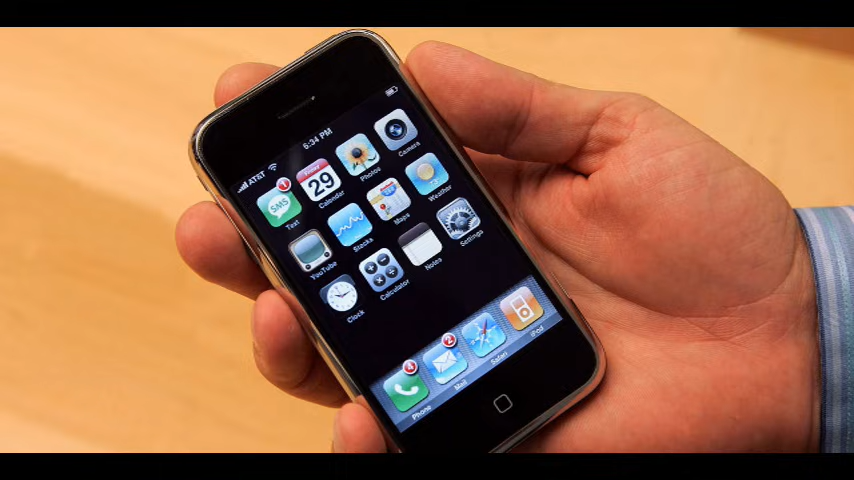 AT&T 6:34 PM
1 Friday
SMS 29
Text Calendar Photos Camera
YouTube Stocks Maps Weather
Clock Calculator Notes Settings
4 2
Phone Mail Safari iPod